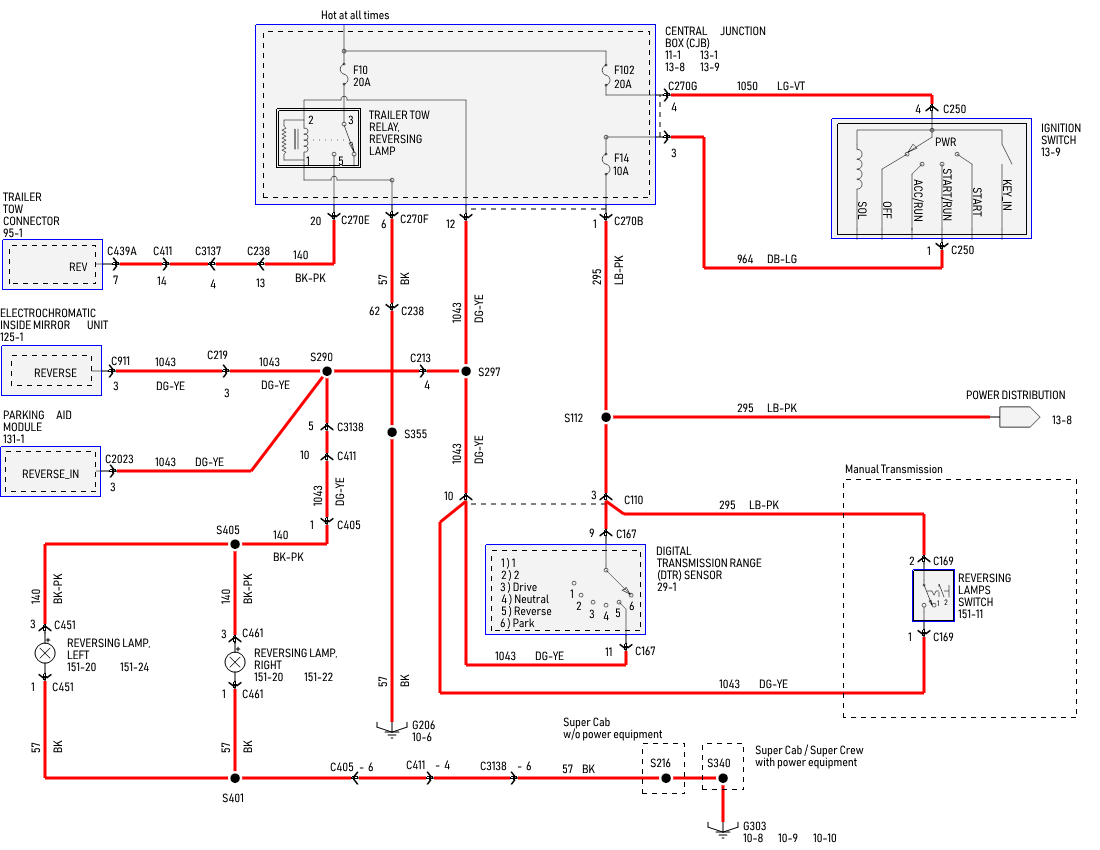 Hot at all times
CENTRAL JUNCTION
BOX (CJB)
11-1 13-1
13-8 13-9
F10
20A
F102
20A
C270G
4
1050 LG-VT
4 C250
IGNITION
SWITCH
13-9
PWR
SOL
OFF
ACC/RUN
START/RUN
START
KEY_IN
1 C250
964 DB-LG
TRAILER TOW
RELAY,
REVERSING
LAMP
2
3
1
5
F14
10A
3
20 C270E
6 C270F
12
1 C270B
TRAILER
TOW
CONNECTOR
95-1
REV
C439A
7
C411
14
C3137
4
C238
13
140
BK-PK
57 BK
62 C238
1043 DG-YE
295 LB-PK
ELECTROCHROMATIC
INSIDE MIRROR UNIT
125-1
REVERSE
C911
3
1043
DG-YE
C219
3
1043
DG-YE
S290
C213
4
S297
PARKING AID
MODULE
131-1
REVERSE_IN
C2023
3
1043 DG-YE
5 C3138
10 C411
1043 DG-YE
1 C405
S355
1043 DG-YE
S112
295 LB-PK
POWER DISTRIBUTION
13-8
Manual Transmission
10
3 C110
295 LB-PK
9 C167
DIGITAL
TRANSMISSION RANGE
(DTR) SENSOR
29-1
1) 1
2) 2
3) Drive
4) Neutral
5) Reverse
6) Park
1
2
3
4
5
6
11 C167
1043 DG-YE
2 C169
REVERSING
LAMPS
SWITCH
151-11
1 2
1 C169
1043 DG-YE
S405
140
BK-PK
140 BK-PK
140 BK-PK
3 C451
+
REVERSING LAMP,
LEFT
151-20 151-24
1 C451
3 C461
+
REVERSING LAMP,
RIGHT
151-20 151-22
1 C461
57 BK
57 BK
57 BK
G206
10-6
S401
C405 - 6
C411 - 4
C3138 - 6
57 BK
Super Cab
w/o power equipment
S216
S340
Super Cab / Super Crew
with power equipment
G303
10-8 10-9 10-10